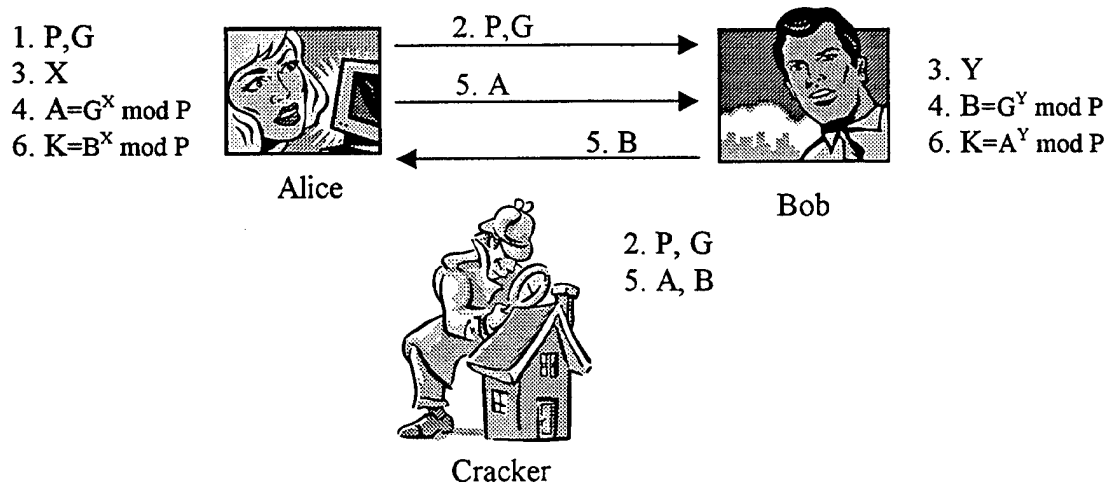 1. P,G
3. X
4. A=G^X mod P
6. K=B^X mod P
2. P,G
5. A
5. B
3. Y
4. B=G^Y mod P
6. K=A^Y mod P
Alice
Bob
2. P, G
5. A, B
Cracker